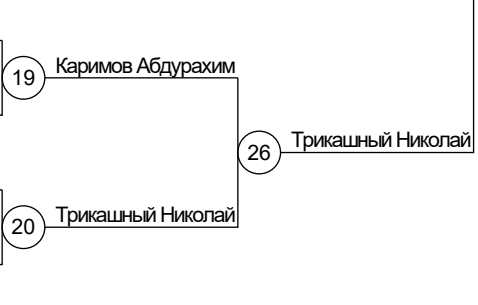 19 Каримов Абдурахим
26 Трикашный Николай
20 Трикашный Николай